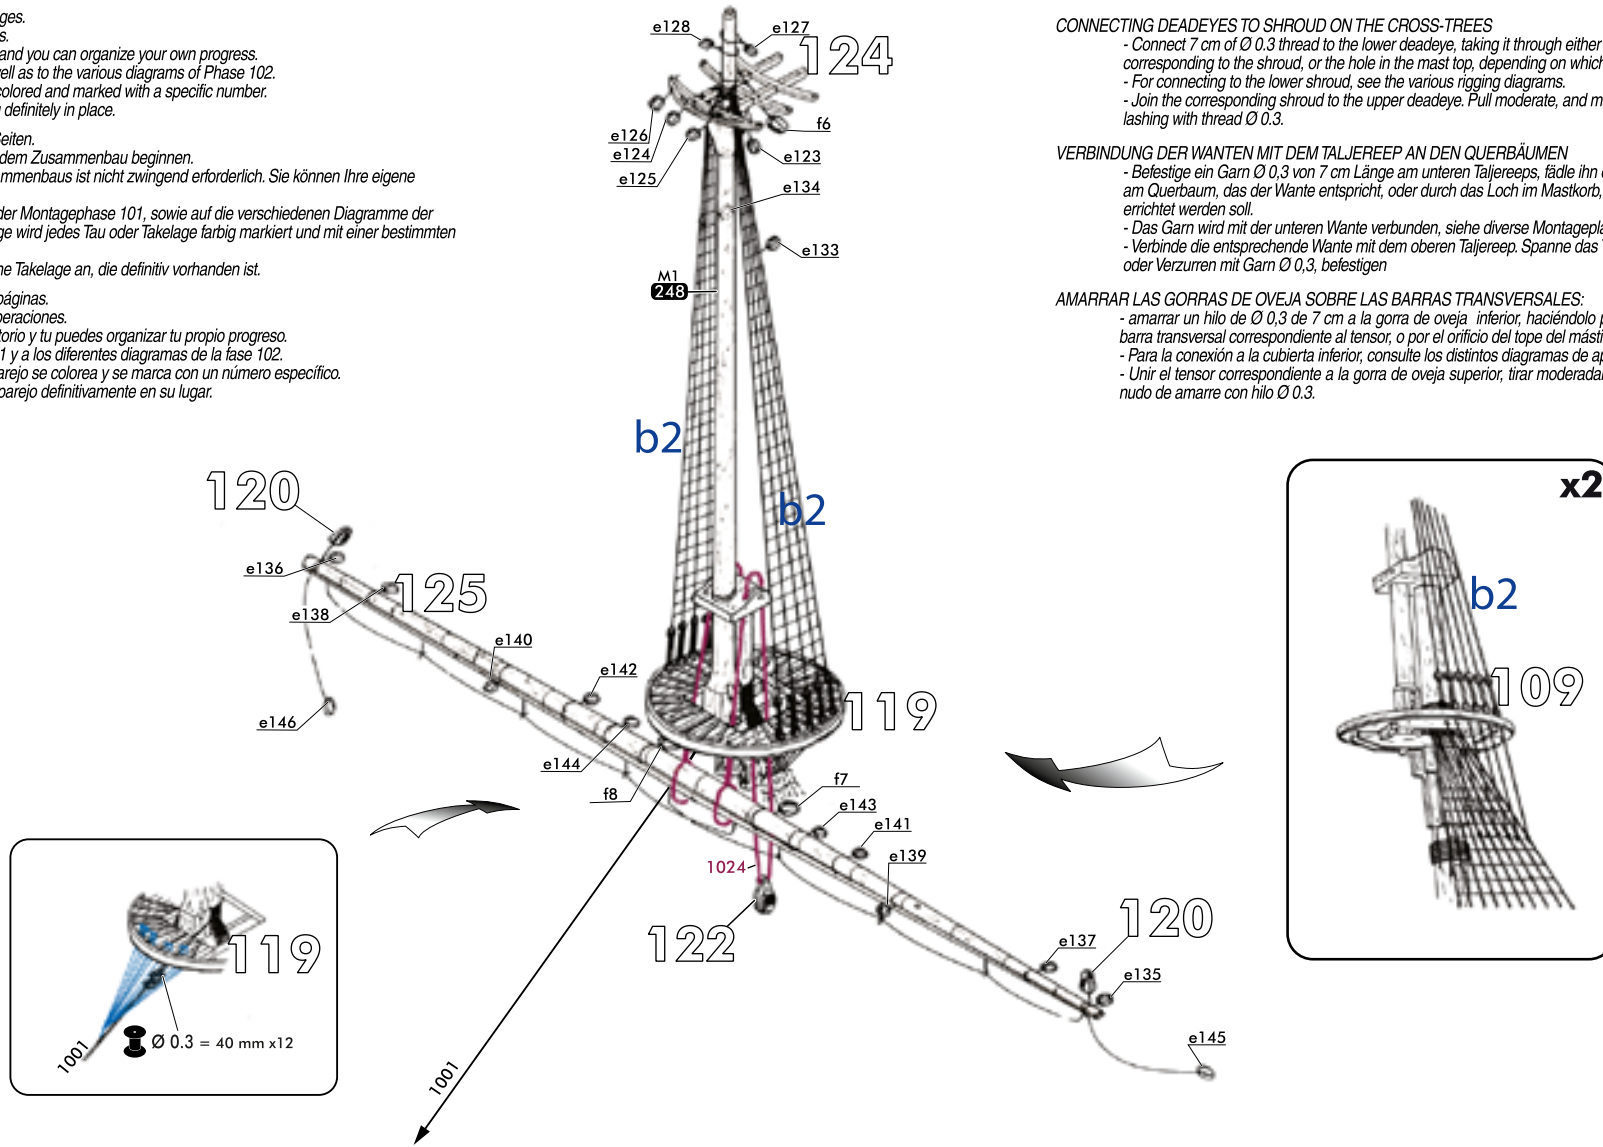 ges.
s.
and you can organize your own progress.
ell as to the various diagrams of Phase 102.
colored and marked with a specific number.
definitely in place.
Seiten.
dem Zusammenbau beginnen.
mmenbaus ist nicht zwingend erforderlich. Sie können Ihre eigene
der Montagephase 101, sowie auf die verschiedenen Diagramme der
ge wird jedes Tau oder Takelage farbig markiert und mit einer bestimmten
ne Takelage an, die definitiv vorhanden ist.
páginas.
peraciones.
torio y tu puedes organizar tu propio progreso.
1 y a los diferentes diagramas de la fase 102.
arejo se colorea y se marca con un número específico.
parejo definitivamente en su lugar.
CONNECTING DEADEYES TO SHROUD ON THE CROSS-TREES
- Connect 7 cm of Ø 0.3 thread to the lower deadeye, taking it through either
corresponding to the shroud, or the hole in the mast top, depending on which
- For connecting to the lower shroud, see the various rigging diagrams.
- Join the corresponding shroud to the upper deadeye. Pull moderate, and m
lashing with thread Ø 0.3.
VERBINDUNG DER WANTEN MIT DEM TALJEREEP AN DEN QUERBÄUMEN
- Befestige ein Garn Ø 0,3 von 7 cm Länge am unteren Taljereeps, fädle ihn
am Querbaum, das der Wante entspricht, oder durch das Loch im Mastkorb,
errichtet werden soll.
- Das Garn wird mit der unteren Wante verbunden, siehe diverse Montagepla
- Verbinde die entsprechende Wante mit dem oberen Taljereep. Spanne das
oder Verzurren mit Garn Ø 0,3, befestigen
AMARRAR LAS GORRAS DE OVEJA SOBRE LAS BARRAS TRANSVERSALES:
- amarrar un hilo de Ø 0,3 de 7 cm a la gorra de oveja inferior, haciéndolo p
barra transversal correspondiente al tensor, o por el orificio del tope del másti
- Para la conexión a la cubierta inferior, consulte los distintos diagramas de ap
- Unir el tensor correspondiente a la gorra de oveja superior, tirar moderada
nudo de amarre con hilo Ø 0.3.
e128
e127
124
e126
f6
e124
e123
e125
e134
e133
M1
248
b2
b2
120
e136
125
e138
e140
e142
e146
119
e144
f8
f7
e143
e141
e139
1024
122
120
e137
e135
e145
1001
119
Ø 0.3 = 40 mm x12
1001
x2
b2
109